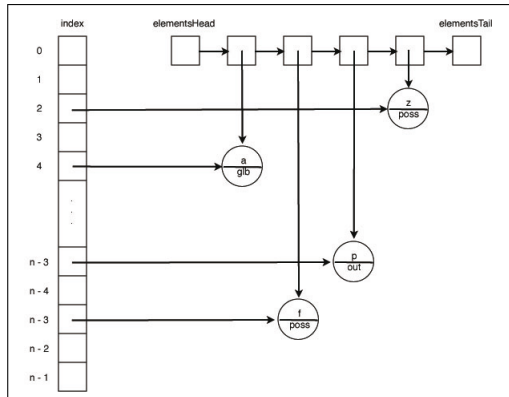 index elementsHead elementsTail
0
1
z
2 poss
3
a
4 glb
.
.
.
p
n - 3 out
n - 4
f
n - 3 poss
n - 2
n - 1